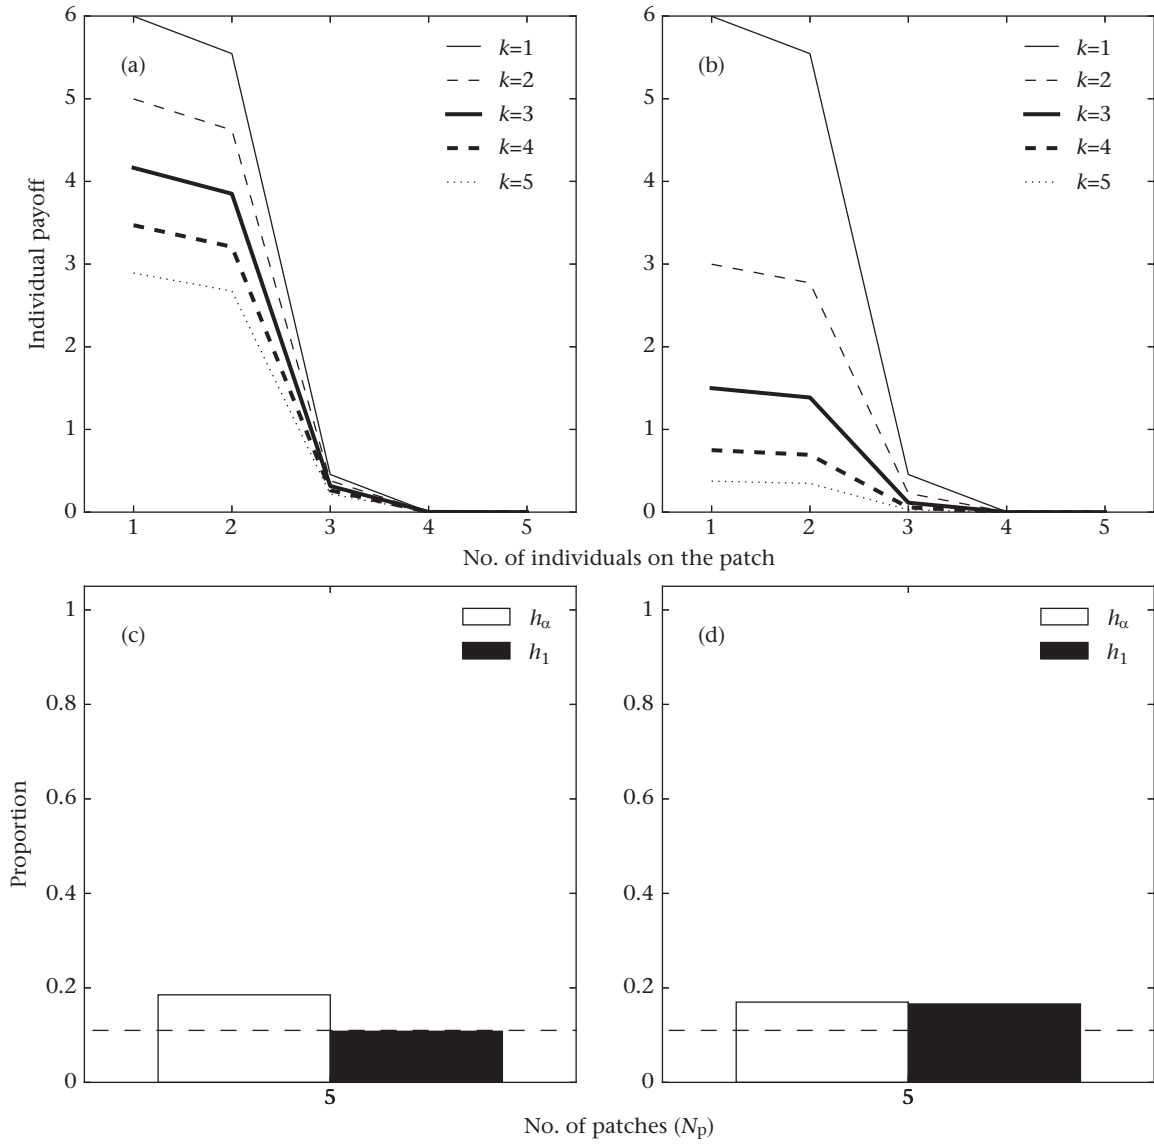 6
5
4
3
2
1
0
Individual payoff
(a)
k=1
k=2
k=3
k=4
k=5
1 2 3 4 5
(b)
k=1
k=2
k=3
k=4
k=5
1 2 3 4 5
No. of individuals on the patch
1
0.8
0.6
0.4
0.2
0
Proportion
(c)
hα
h1
5
(d)
hα
h1
1
0.8
0.6
0.4
0.2
0
5
No. of patches (Np)
6
5
4
3
2
1
0